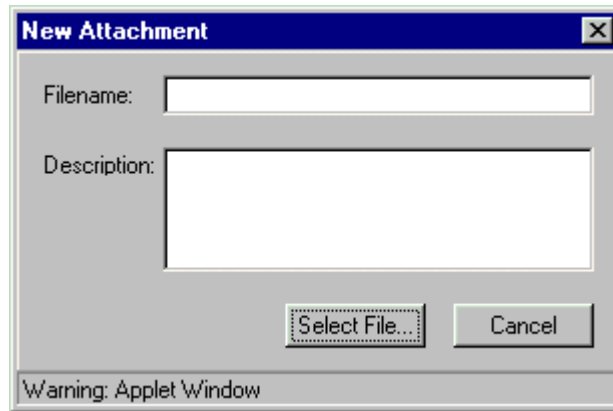 New Attachment
Filename:
Description:
Select File... Cancel
Warning: Applet Window